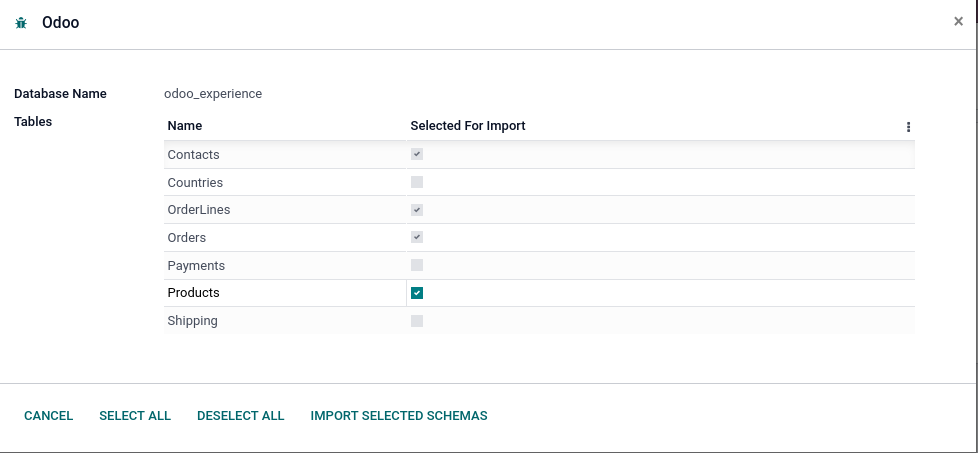 Odoo
Database Name odoo_experience
Tables
Name Selected For Import
Contacts
Countries
OrderLines
Orders
Payments
Products
Shipping
CANCEL SELECT ALL DESELECT ALL IMPORT SELECTED SCHEMAS